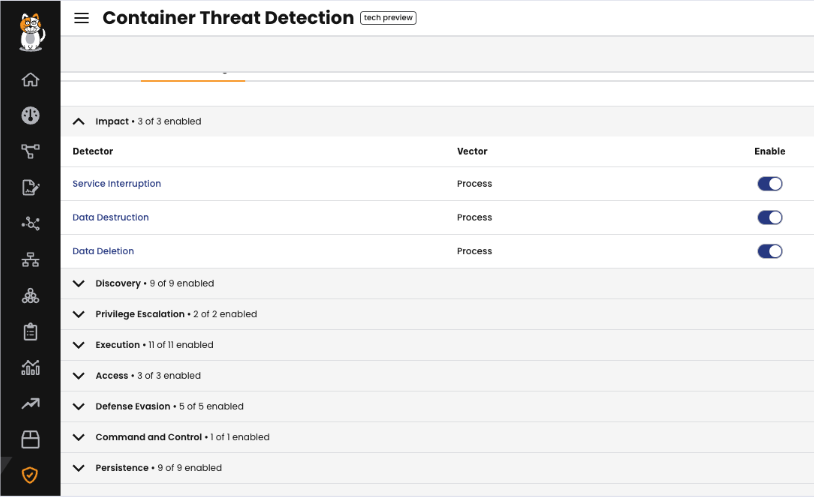 Container Threat Detection tech preview
Impact • 3 of 3 enabled
Detector Vector Enable
Service Interruption Process
Data Destruction Process
Data Deletion Process
Discovery • 9 of 9 enabled
Privilege Escalation • 2 of 2 enabled
Execution • 11 of 11 enabled
Access • 3 of 3 enabled
Defense Evasion • 5 of 5 enabled
Command and Control • 1 of 1 enabled
Persistence • 9 of 9 enabled